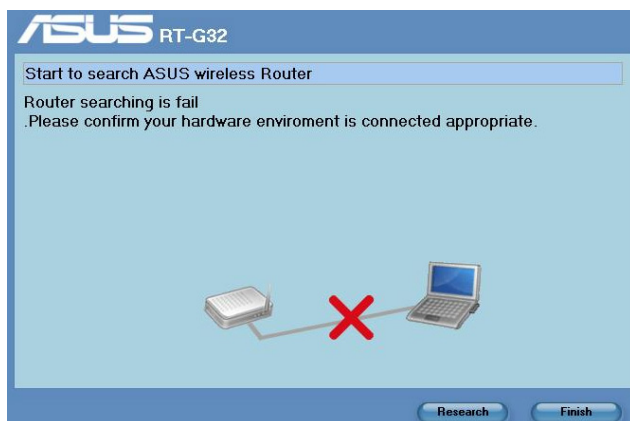 ASUS RT-G32
Start to search ASUS wireless Router
Router searching is fail
.Please confirm your hardware enviroment is connected appropriate.
Research Finish